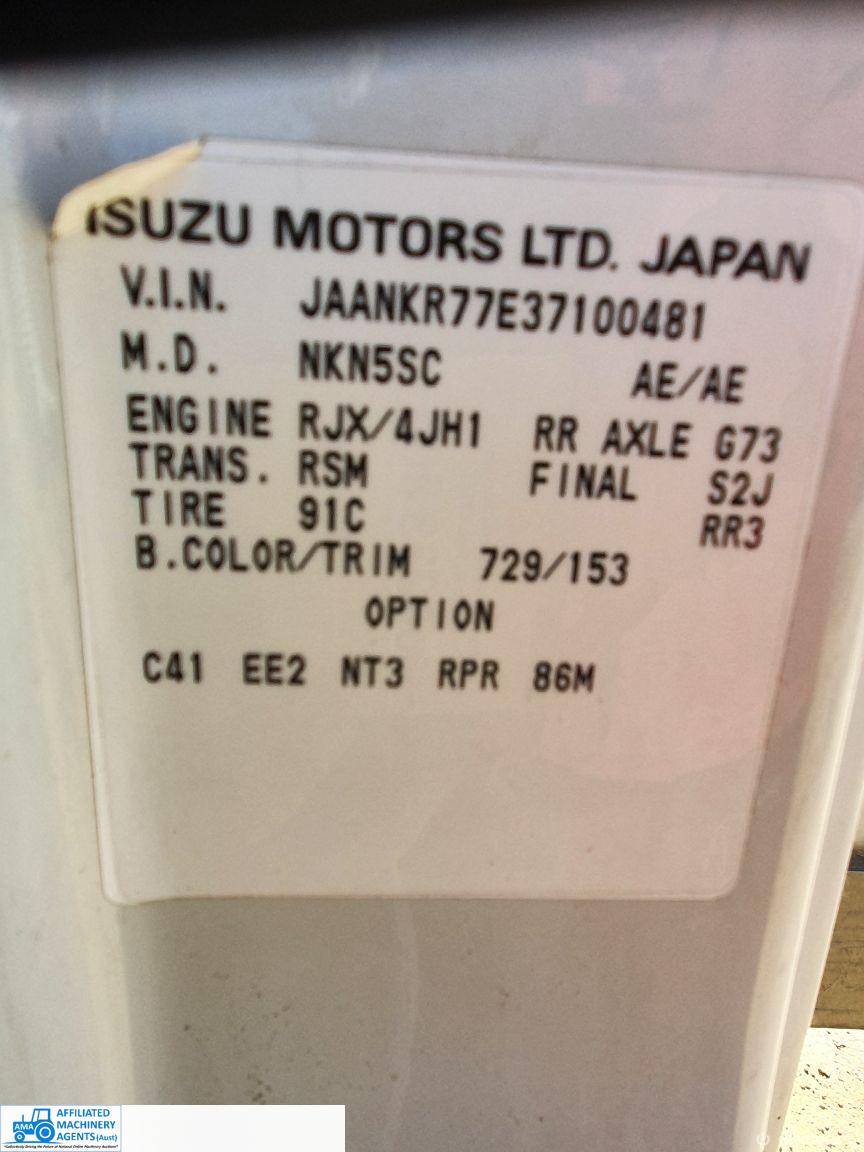 ISUZU MOTORS LTD. JAPAN
V.I.N. JAANKR77E37100481
M.D. NKN5SC AE/AE
ENGINE RJX/4JH1 RR AXLE G73
TRANS. RSM FINAL S2J
TIRE 91C RR3
B.COLOR/TRIM 729/153
OPTION
C41 EE2 NT3 RPR 86M
AMA
AFFILIATED
MACHINERY
AGENTS(Aust)